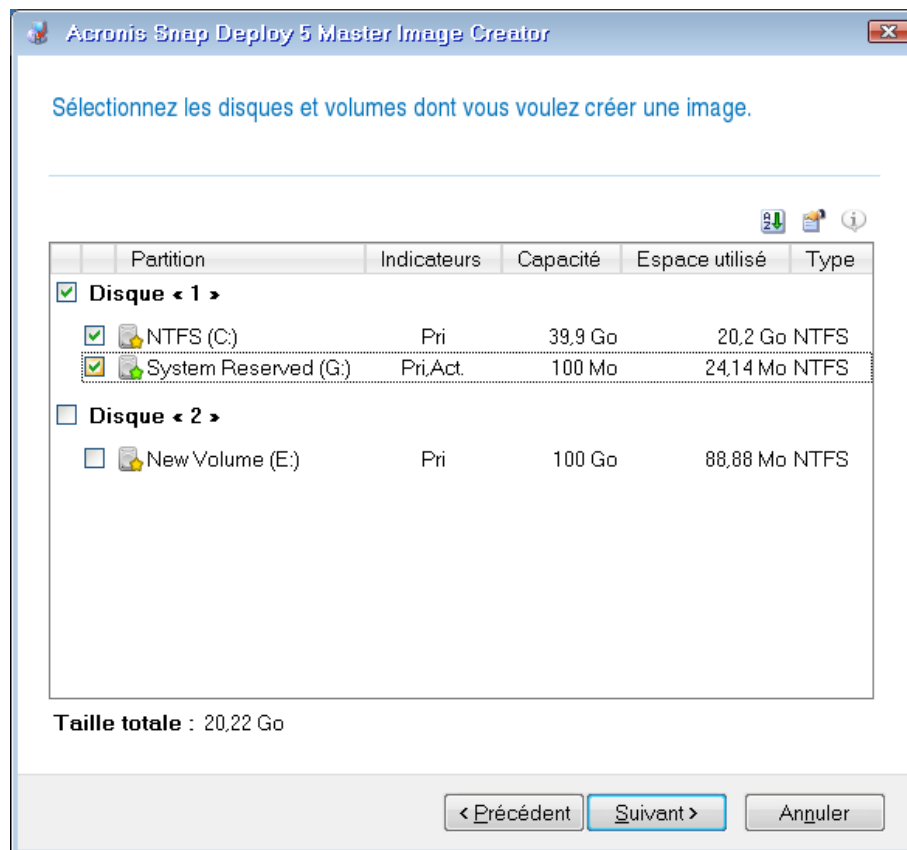 Acronis Snap Deploy 5 Master Image Creator
Sélectionnez les disques et volumes dont vous voulez créer une image.
Partition Indicateurs Capacité Espace utilisé Type
Disque « 1 »
NTFS (C:) Pri 39,9 Go 20,2 Go NTFS
System Reserved (G:) Pri,Act. 100 Mo 24,14 Mo NTFS
Disque « 2 »
New Volume (E:) Pri 100 Go 88,88 Mo NTFS
Taille totale : 20,22 Go
< Précédent Suivant > Annuler